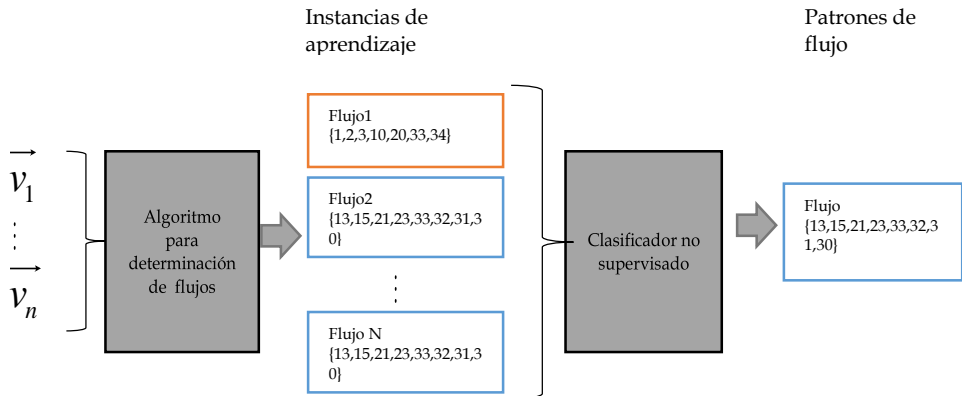 Instancias de
aprendizaje
Patrones de
flujo
v1
⋮
vn
Algoritmo
para
determinación
de flujos
Flujo1
{1,2,3,10,20,33,34}
Flujo2
{13,15,21,23,33,32,31,3
0}
⋮
Flujo N
{13,15,21,23,33,32,31,3
0}
Clasificador no
supervisado
Flujo
{13,15,21,23,33,32,3
1,30}